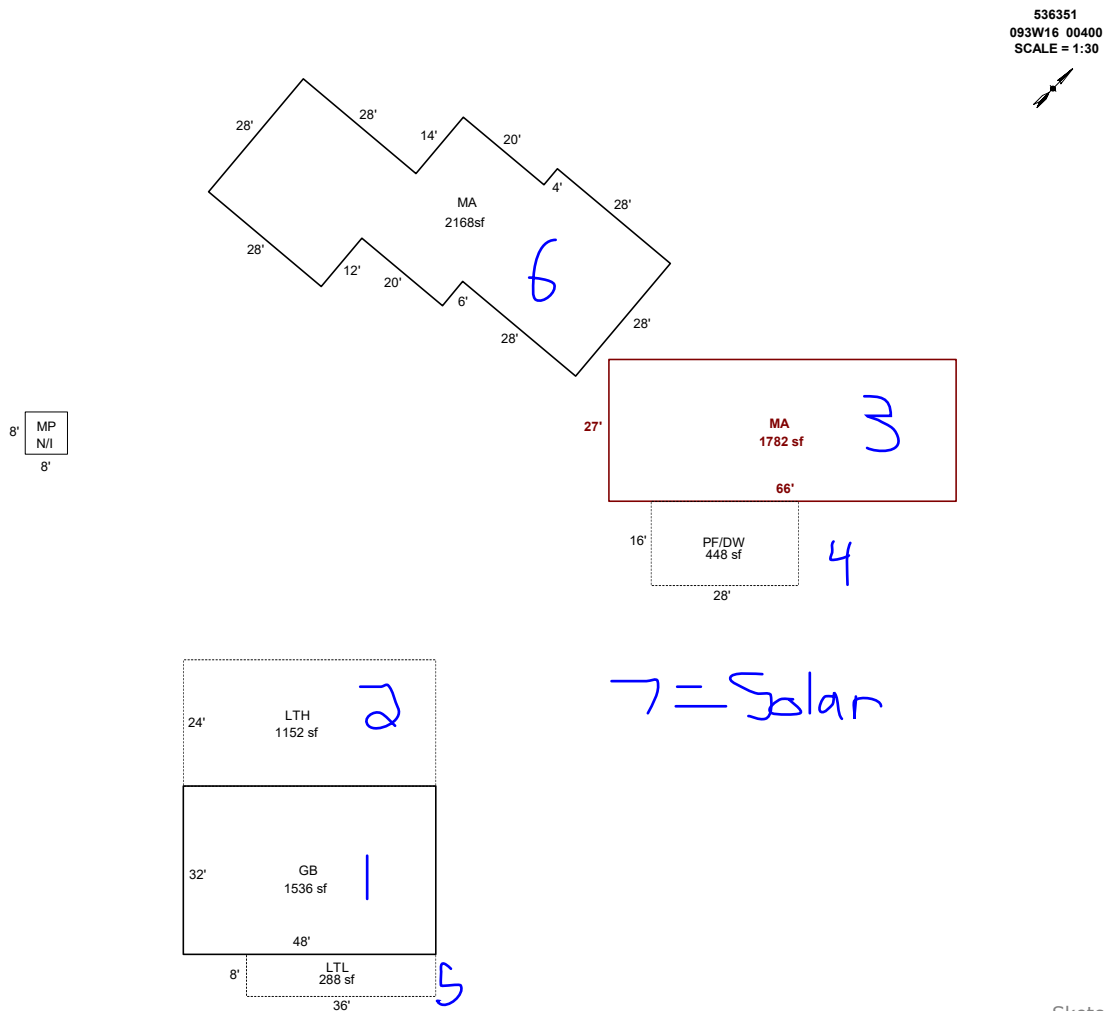 536351
093W16 00400
SCALE = 1:30
28'
28'
14'
20'
4'
28'
MA
2168sf
6
28'
12'
20'
6'
28'
28'
8'
MP
N/I
8'
27'
MA
1782 sf
3
66'
16'
PF/DW
448 sf
4
28'
24'
LTH
1152 sf
2
7 = Solar
32'
GB
1536 sf
1
48'
8'
LTL
288 sf
5
36'